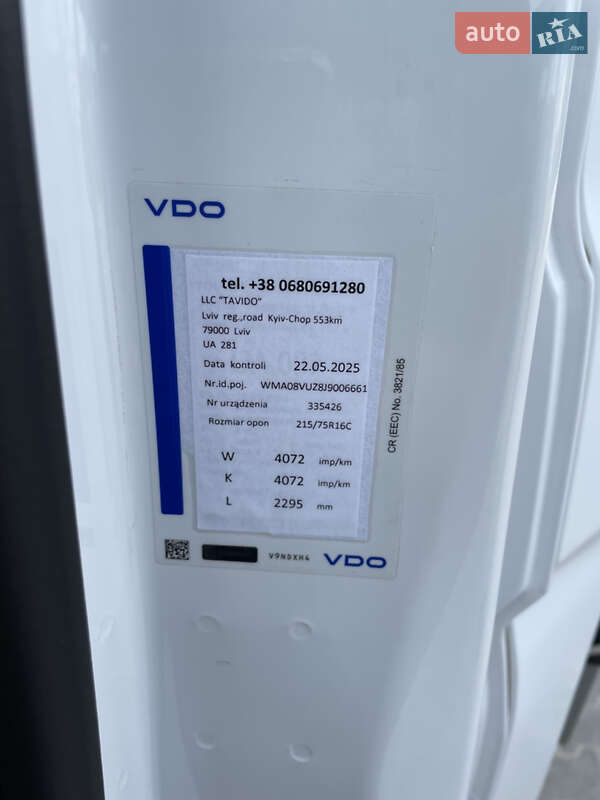 auto RIA .com
VDO
tel. +38 0680691280
LLC "TAVIDO"
Lviv reg.,road Kyiv-Chop 553km
79000 Lviv
UA 281
Data kontroli 22.05.2025
Nr.id.poj. WMA08VUZ8J9006661
Nr urządzenia 335426
Rozmiar opon 215/75R16C
W 4072 imp/km
K 4072 imp/km
L 2295 mm
CR (EEC) No. 3821/85
V9NDXH4 VDO